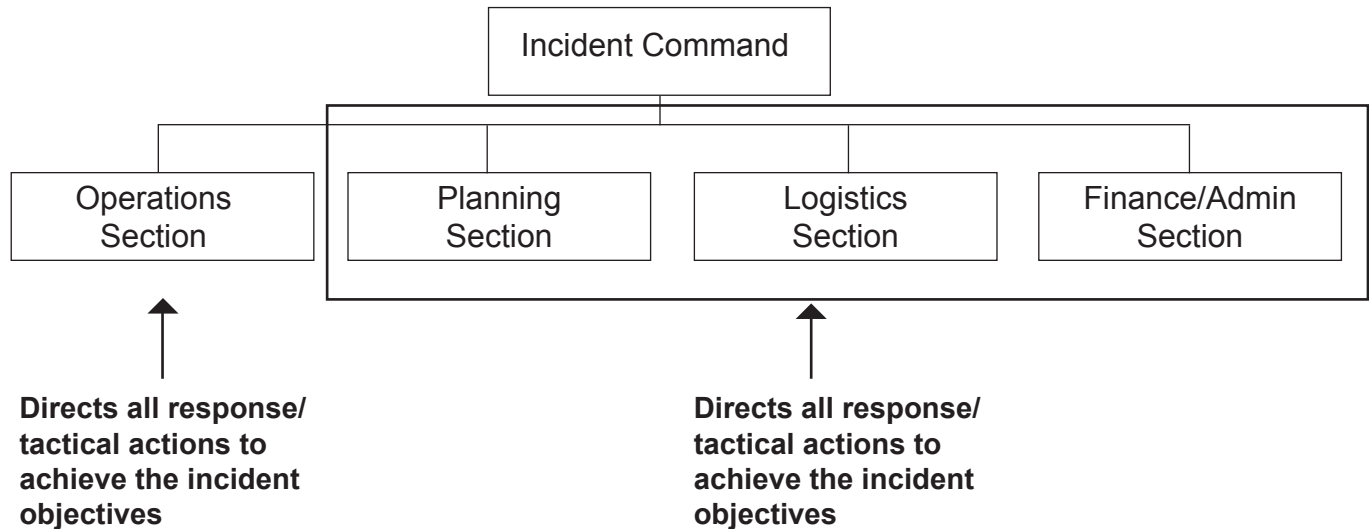 Incident Command
Operations
Section
Planning
Section
Logistics
Section
Finance/Admin
Section
Directs all response/
tactical actions to
achieve the incident
objectives
Directs all response/
tactical actions to
achieve the incident
objectives